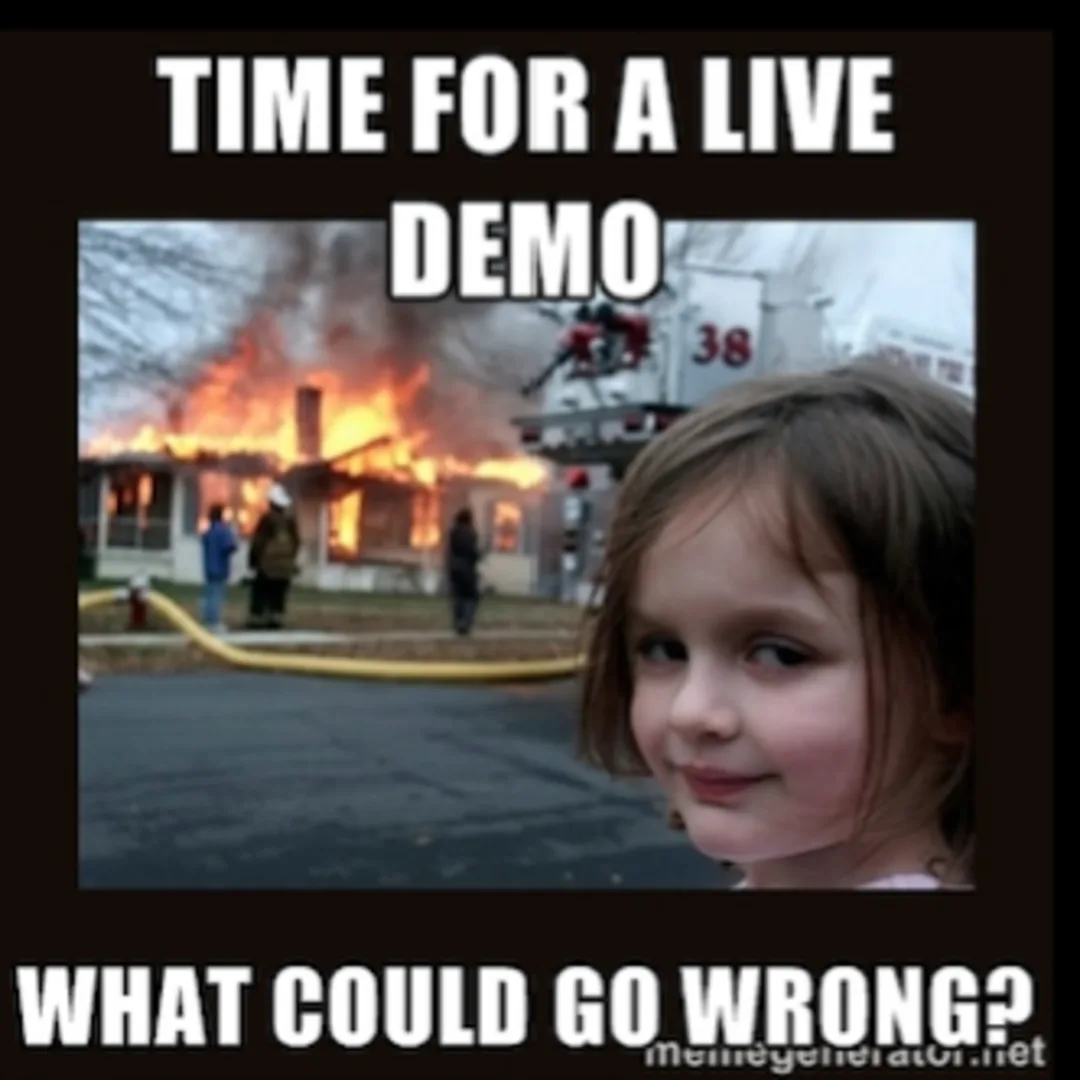 TIME FOR A LIVE
DEMO
38
WHAT COULD GO WRONG?
memegenerator.net